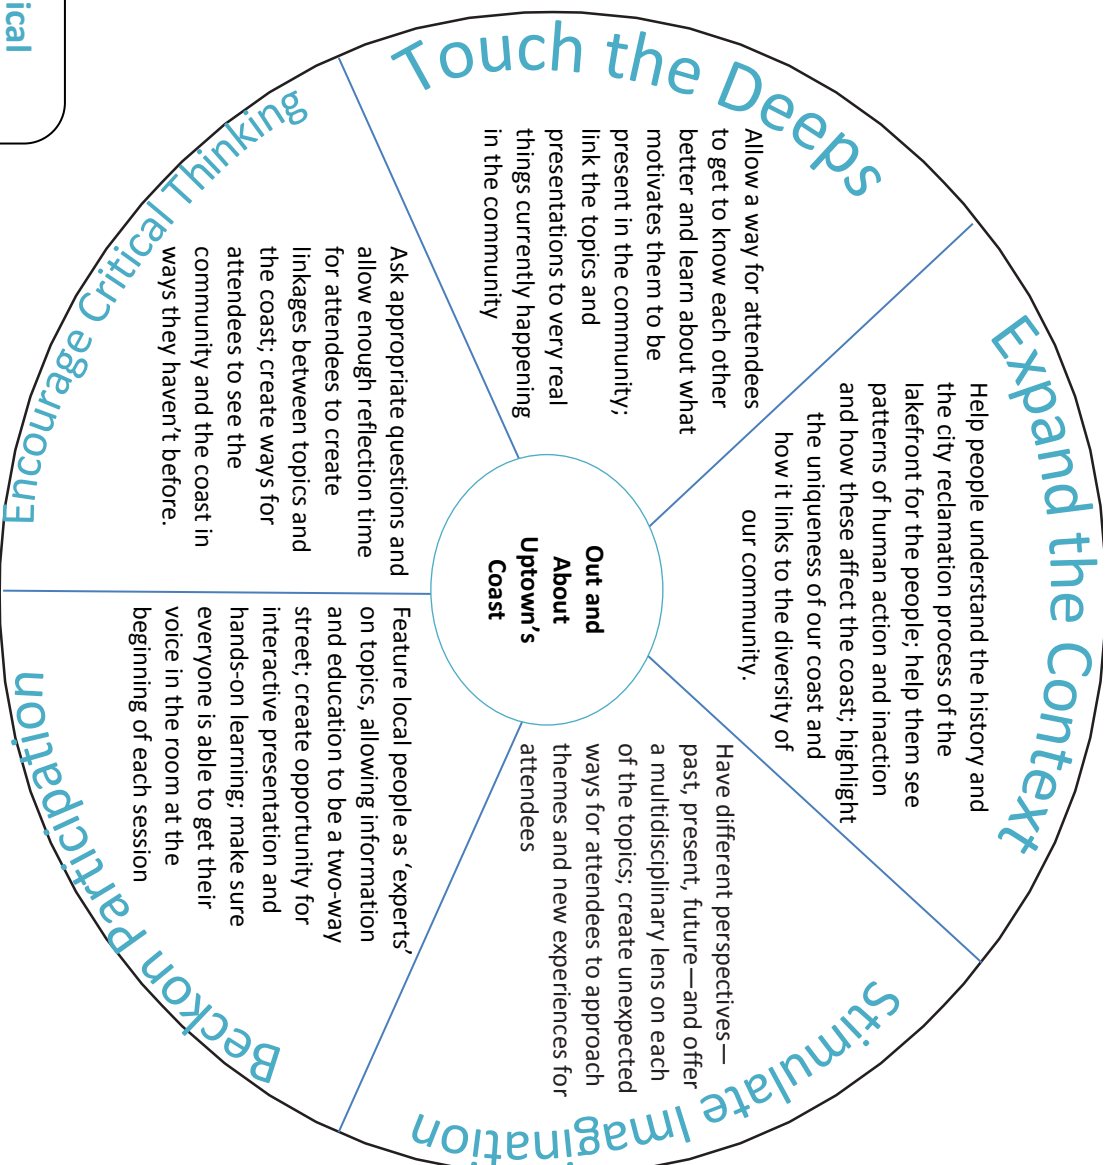 ical
Touch the Deeps
Allow a way for attendees
to get to know each other
better and learn about what
motivates them to be
present in the community;
link the topics and
presentations to very real
things currently happening
in the community
Expand the Context
Help people understand the history and
the city reclamation process of the
lakefront for the people; help them see
patterns of human action and inaction
and how these affect the coast; highlight
the uniqueness of our coast and
how it links to the diversity of
our community.
Stimulate Imagination
Have different perspectives—
past, present, future—and offer
a multidisciplinary lens on each
of the topics; create unexpected
ways for attendees to approach
themes and new experiences for
attendees
Beckon Participation
Feature local people as ‘experts’
on topics, allowing information
and education to be a two-way
street; create opportunity for
interactive presentation and
hands-on learning; make sure
everyone is able to get their
voice in the room at the
beginning of each session
Encourage Critical Thinking
Ask appropriate questions and
allow enough reflection time
for attendees to create
linkages between topics and
the coast; create ways for
attendees to see the
community and the coast in
ways they haven’t before.
Out and
About
Uptown’s
Coast